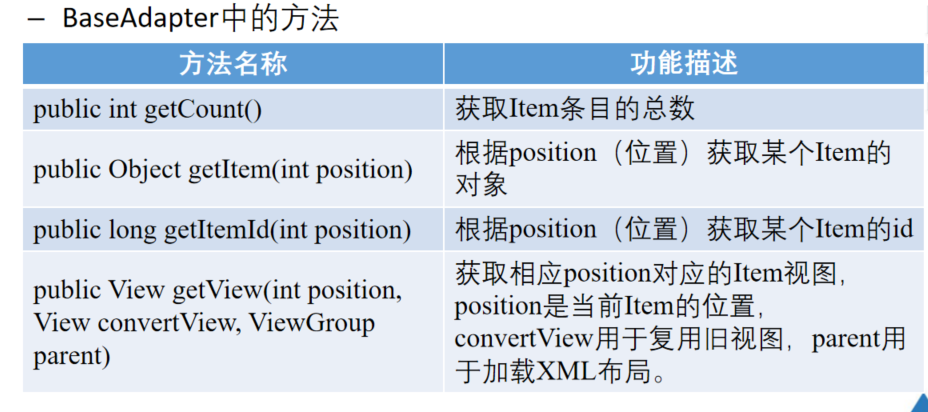 – BaseAdapter中的方法
方法名称
功能描述
public int getCount()
获取Item条目的总数
public Object getItem(int position)
根据position（位置）获取某个Item的
对象
public long getItemId(int position)
根据position（位置）获取某个Item的id
public View getView(int position,
View convertView, ViewGroup
parent)
获取相应position对应的Item视图，
position是当前Item的位置，
convertView用于复用旧视图，parent用
于加载XML布局。